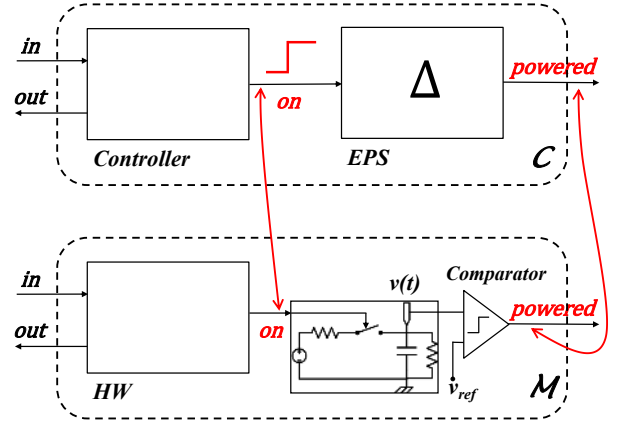 in
out
on
powered
Δ
Controller
EPS
C
in
out
on
v(t)
Comparator
powered
v_ref
HW
M